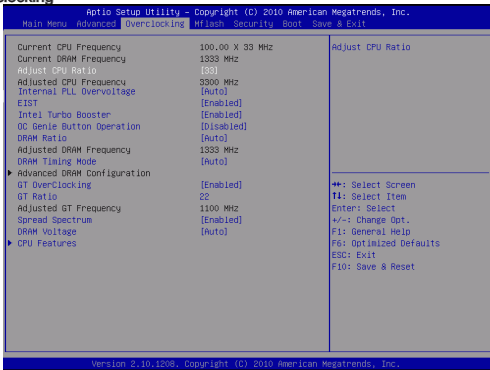 clocking
Aptio Setup Utility – Copyright (C) 2010 American Megatrends, Inc.
Main Menu Advanced Overclocking Mflash Security Boot Save & Exit
Current CPU Frequency 100.00 X 33 MHz
Current DRAM Frequency 1333 MHz
Adjust CPU Ratio [33]
Adjusted CPU Frequency 3300 MHz
Internal PLL Overvoltage [Auto]
EIST [Enabled]
Intel Turbo Booster [Enabled]
OC Genie Button Operation [Disabled]
DRAM Ratio [Auto]
Adjusted DRAM Frequency 1333 MHz
DRAM Timing Mode [Auto]
Advanced DRAM Configuration
GT OverClocking [Enabled]
GT Ratio 22
Adjusted GT Frequency 1100 MHz
Spread Spectrum [Enabled]
DRAM Voltage [Auto]
CPU Features
Adjust CPU Ratio
→←: Select Screen
↑↓: Select Item
Enter: Select
+/-: Change Opt.
F1: General Help
F6: Optimized Defaults
ESC: Exit
F10: Save & Reset
Version 2.10.1208. Copyright (C) 2010 American Megatrends, Inc.